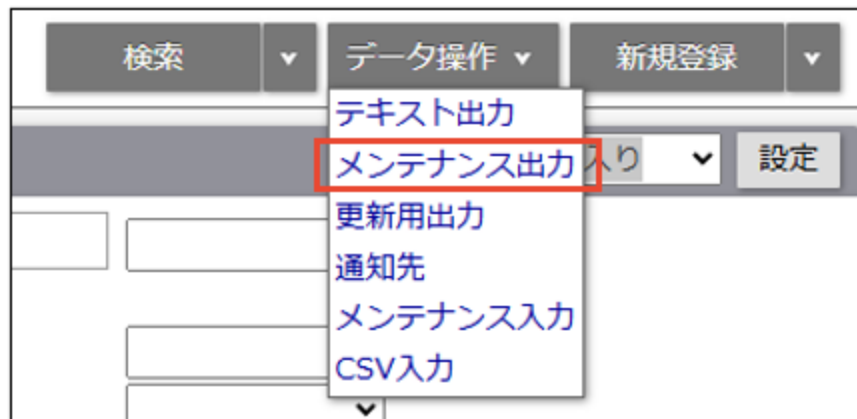 検索
データ操作
新規登録
テキスト出力
メンテナンス出力
入り
設定
更新用出力
通知先
メンテナンス入力
CSV入力